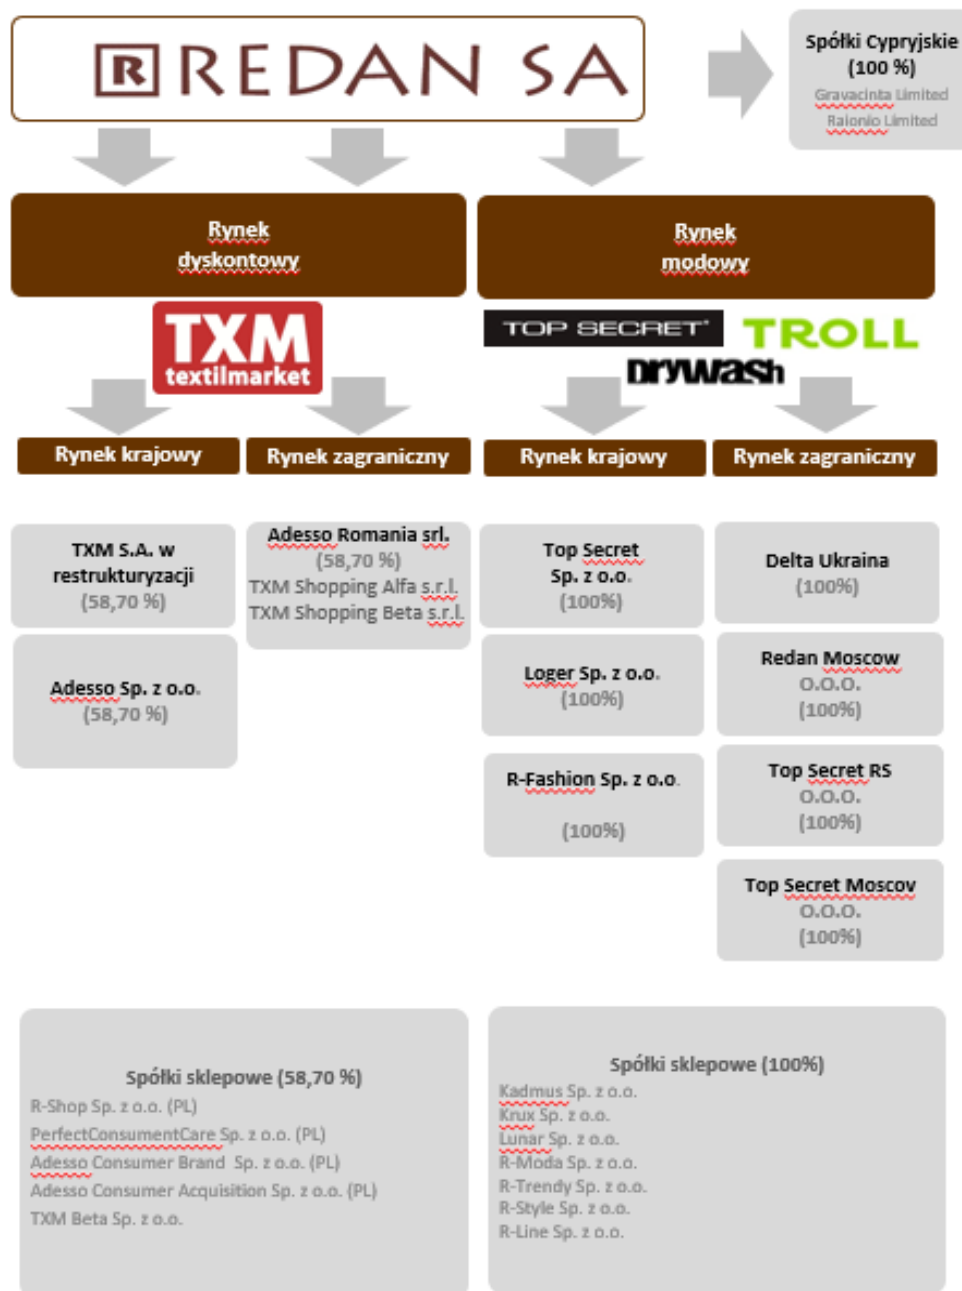 R REDAN SA
Spółki Cypryjskie
(100 %)
Gravacinta Limited
Raionio Limited
Rynek
dyskontowy
Rynek
modowy
TXM
textilmarket
TOP SECRET
TROLL
DRYWASH
Rynek krajowy
Rynek zagraniczny
Rynek krajowy
Rynek zagraniczny
TXM S.A. w
restrukturyzacji
(58,70 %)
Adesso Sp. z o.o.
(58,70 %)
Adesso Romania srl.
(58,70 %)
TXM Shopping Alfa s.r.l.
TXM Shopping Beta s.r.l.
Top Secret
Sp. z o.o.
(100%)
Loger Sp. z o.o.
(100%)
R-Fashion Sp. z o.o.
(100%)
Delta Ukraina
(100%)
Redan Moscow
O.O.O.
(100%)
Top Secret RS
O.O.O.
(100%)
Top Secret Moscov
O.O.O.
(100%)
Spółki sklepowe (58,70 %)
R-Shop Sp. z o.o. (PL)
PerfectConsumentCare Sp. z o.o. (PL)
Adesso Consumer Brand Sp. z o.o. (PL)
Adesso Consumer Acquisition Sp. z o.o. (PL)
TXM Beta Sp. z o.o.
Spółki sklepowe (100%)
Kadmus Sp. z o.o.
Krux Sp. z o.o.
Lunar Sp. z o.o.
R-Moda Sp. z o.o.
R-Trendy Sp. z o.o.
R-Style Sp. z o.o.
R-Line Sp. z o.o.